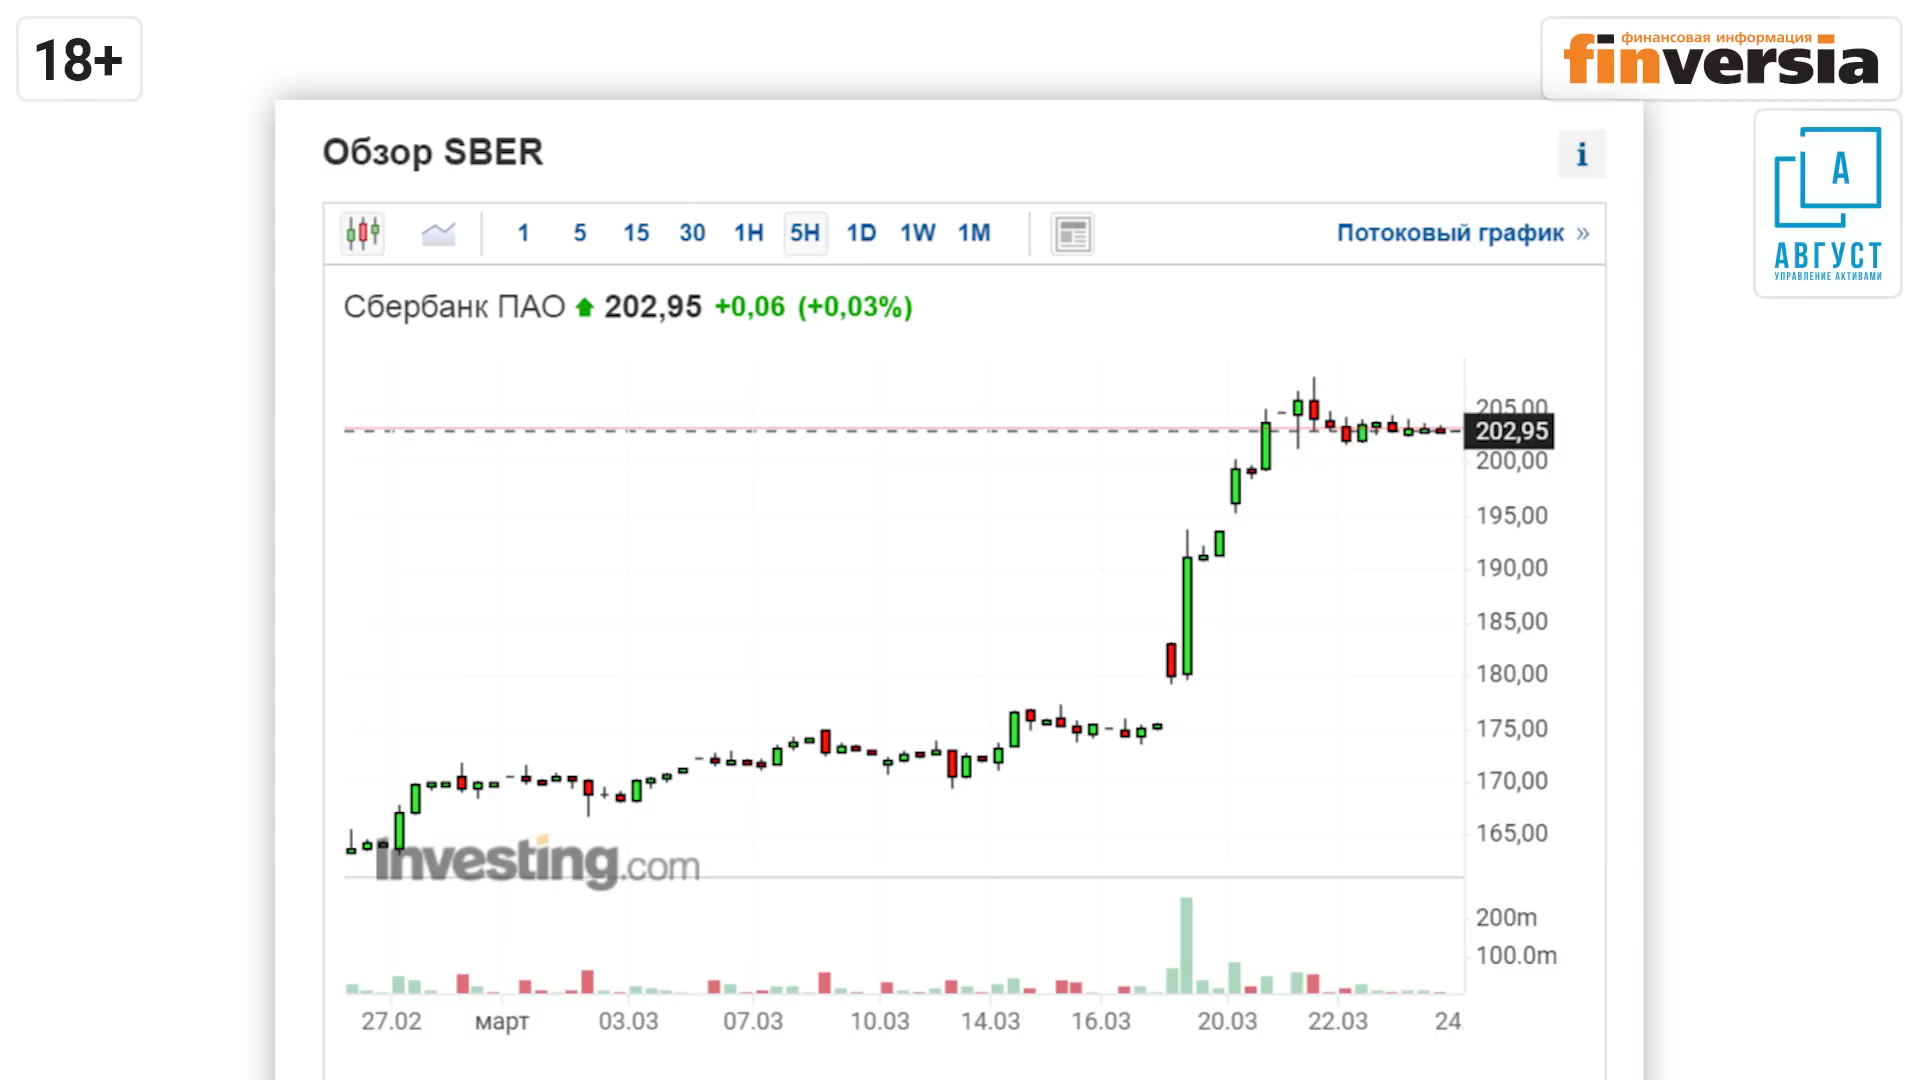 18+
финансовая информация
finversia
А
АВГУСТ
УПРАВЛЕНИЕ АКТИВАМИ
Обзор SBER
i
1 5 15 30 1H 5H 1D 1W 1M
Потоковый график »
Сбербанк ПАО 202,95 +0,06 (+0,03%)
205,00
202,95
200,00
195,00
190,00
185,00
180,00
175,00
170,00
165,00
investing.com
200m
100.0m
27.02 март 03.03 07.03 10.03 14.03 16.03 20.03 22.03 24